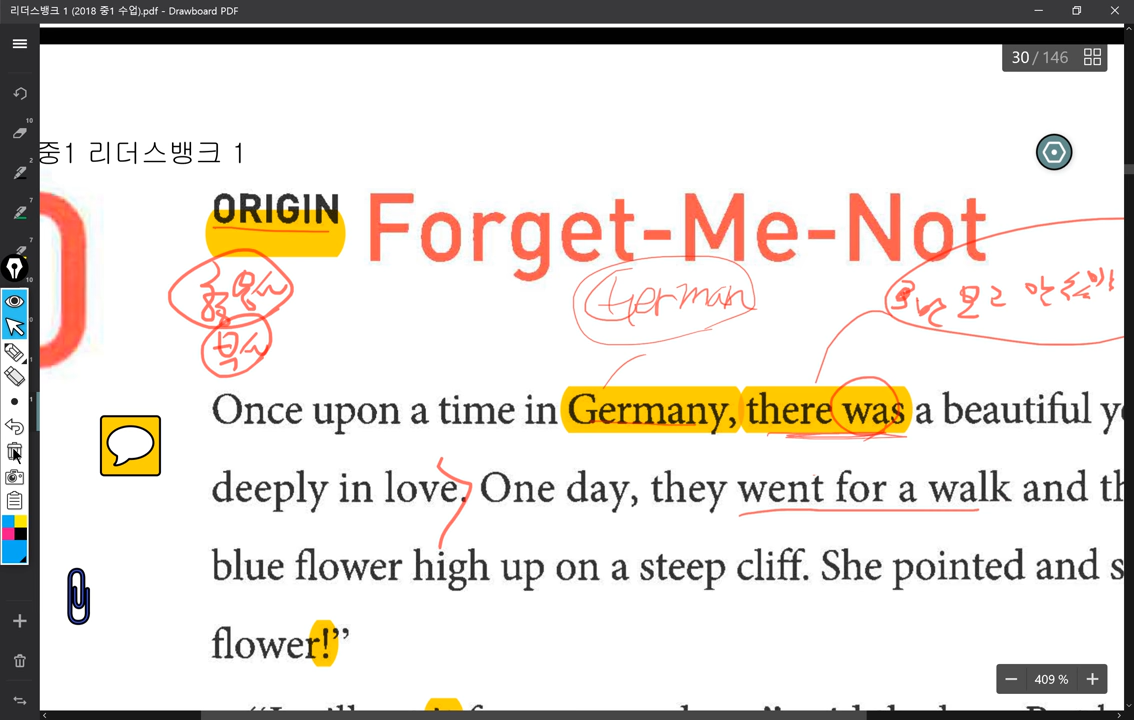 리더스뱅크 1 (2018 중1 수업).pdf - Drawboard PDF
30 / 146
중1 리더스뱅크 1
ORIGIN Forget-Me-Not
German
Once upon a time in Germany, there was a beautiful
deeply in love. One day, they went for a walk and
blue flower high up on a steep cliff. She pointed and
flower!”
409 %